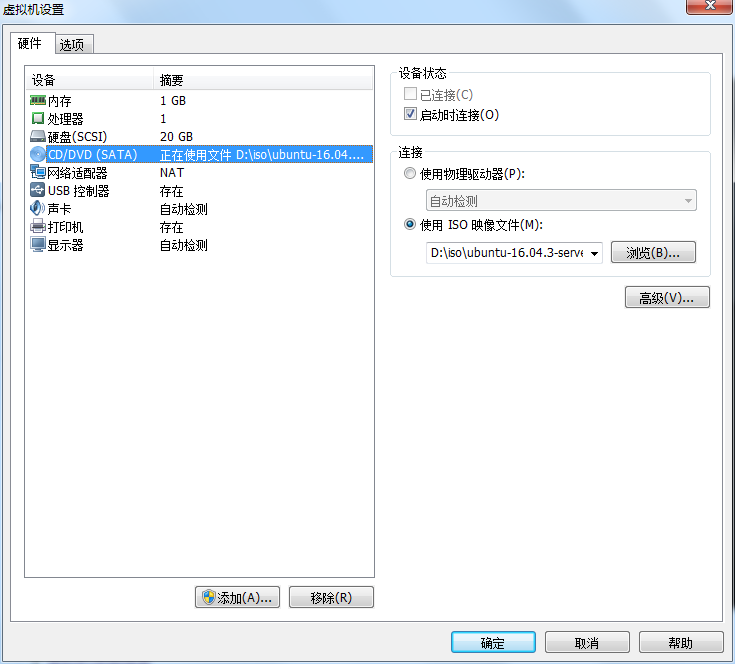 虚拟机设置
硬件 选项
设备 摘要
内存 1 GB
处理器 1
硬盘(SCSI) 20 GB
CD/DVD (SATA) 正在使用文件 D:\iso\ubuntu-16.04....
网络适配器 NAT
USB 控制器 存在
声卡 自动检测
打印机 存在
显示器 自动检测
添加(A)... 移除(R)
设备状态
已连接(C)
启动时连接(O)
连接
使用物理驱动器(P):
自动检测
使用 ISO 映像文件(M):
D:\iso\ubuntu-16.04.3-serve 浏览(B)...
高级(V)...
确定 取消 帮助